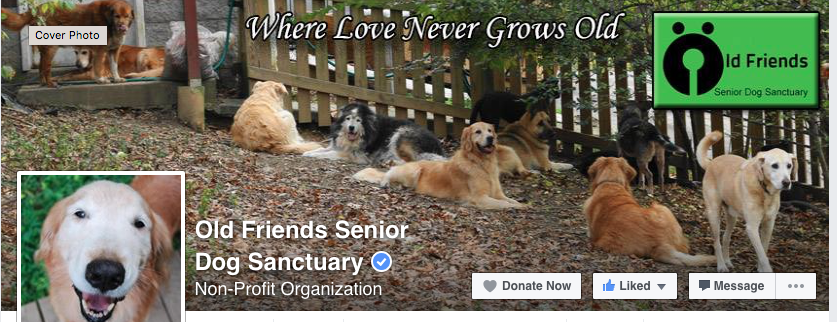 Where Love Never Grows Old
Cover Photo
ld Friends
Senior Dog Sanctuary
Old Friends Senior
Dog Sanctuary
Non-Profit Organization
Donate Now
Liked
Message